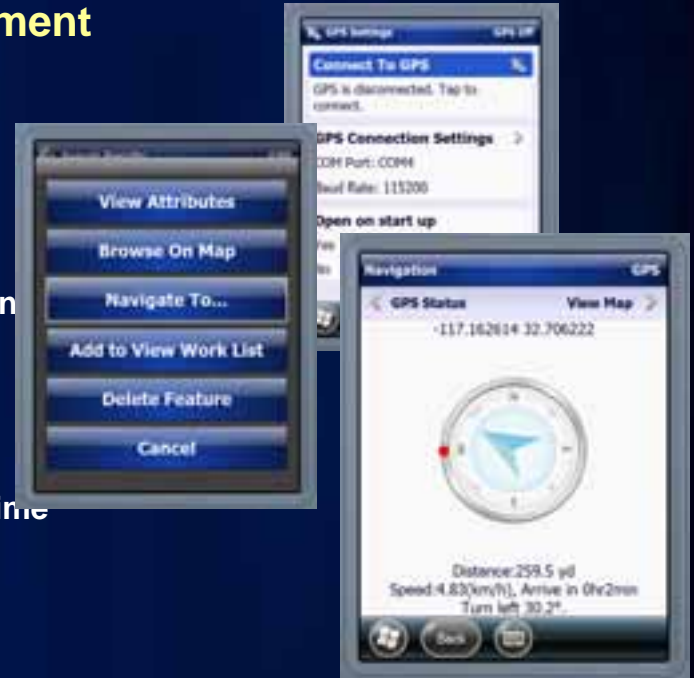 ment
GPS Settings GPS Off
Connect To GPS
GPS is disconnected. Tap to
connect.
GPS Connection Settings >
COM Port: COM4
Baud Rate: 115200
Open on start up
Yes
No
View Attributes
Browse On Map
Navigate To...
Add to View Work List
Delete Feature
Cancel
n
ime
Navigation GPS
< GPS Status View Map >
-117.162614 32.706222
Distance:259.5 yd
Speed:4.83(km/h), Arrive in 0hr2min
Turn left 30.2°.
Back